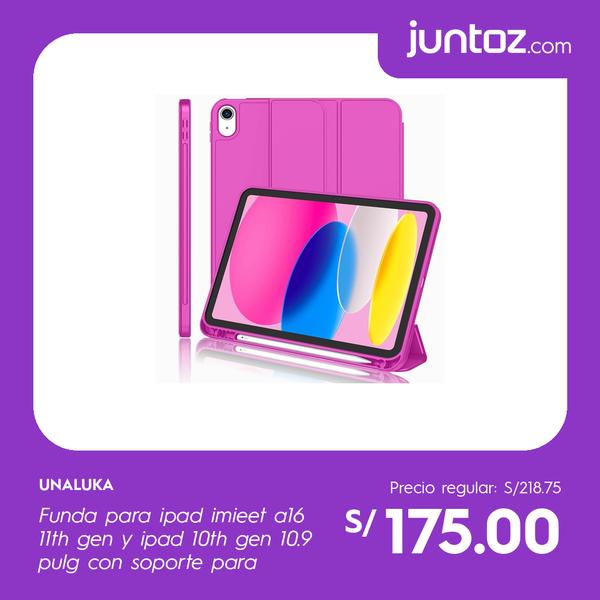 juntoz.com
UNALUKA
Funda para ipad imieet a16
11th gen y ipad 10th gen 10.9
pulg con soporte para
Precio regular: S/218.75
S/175.00